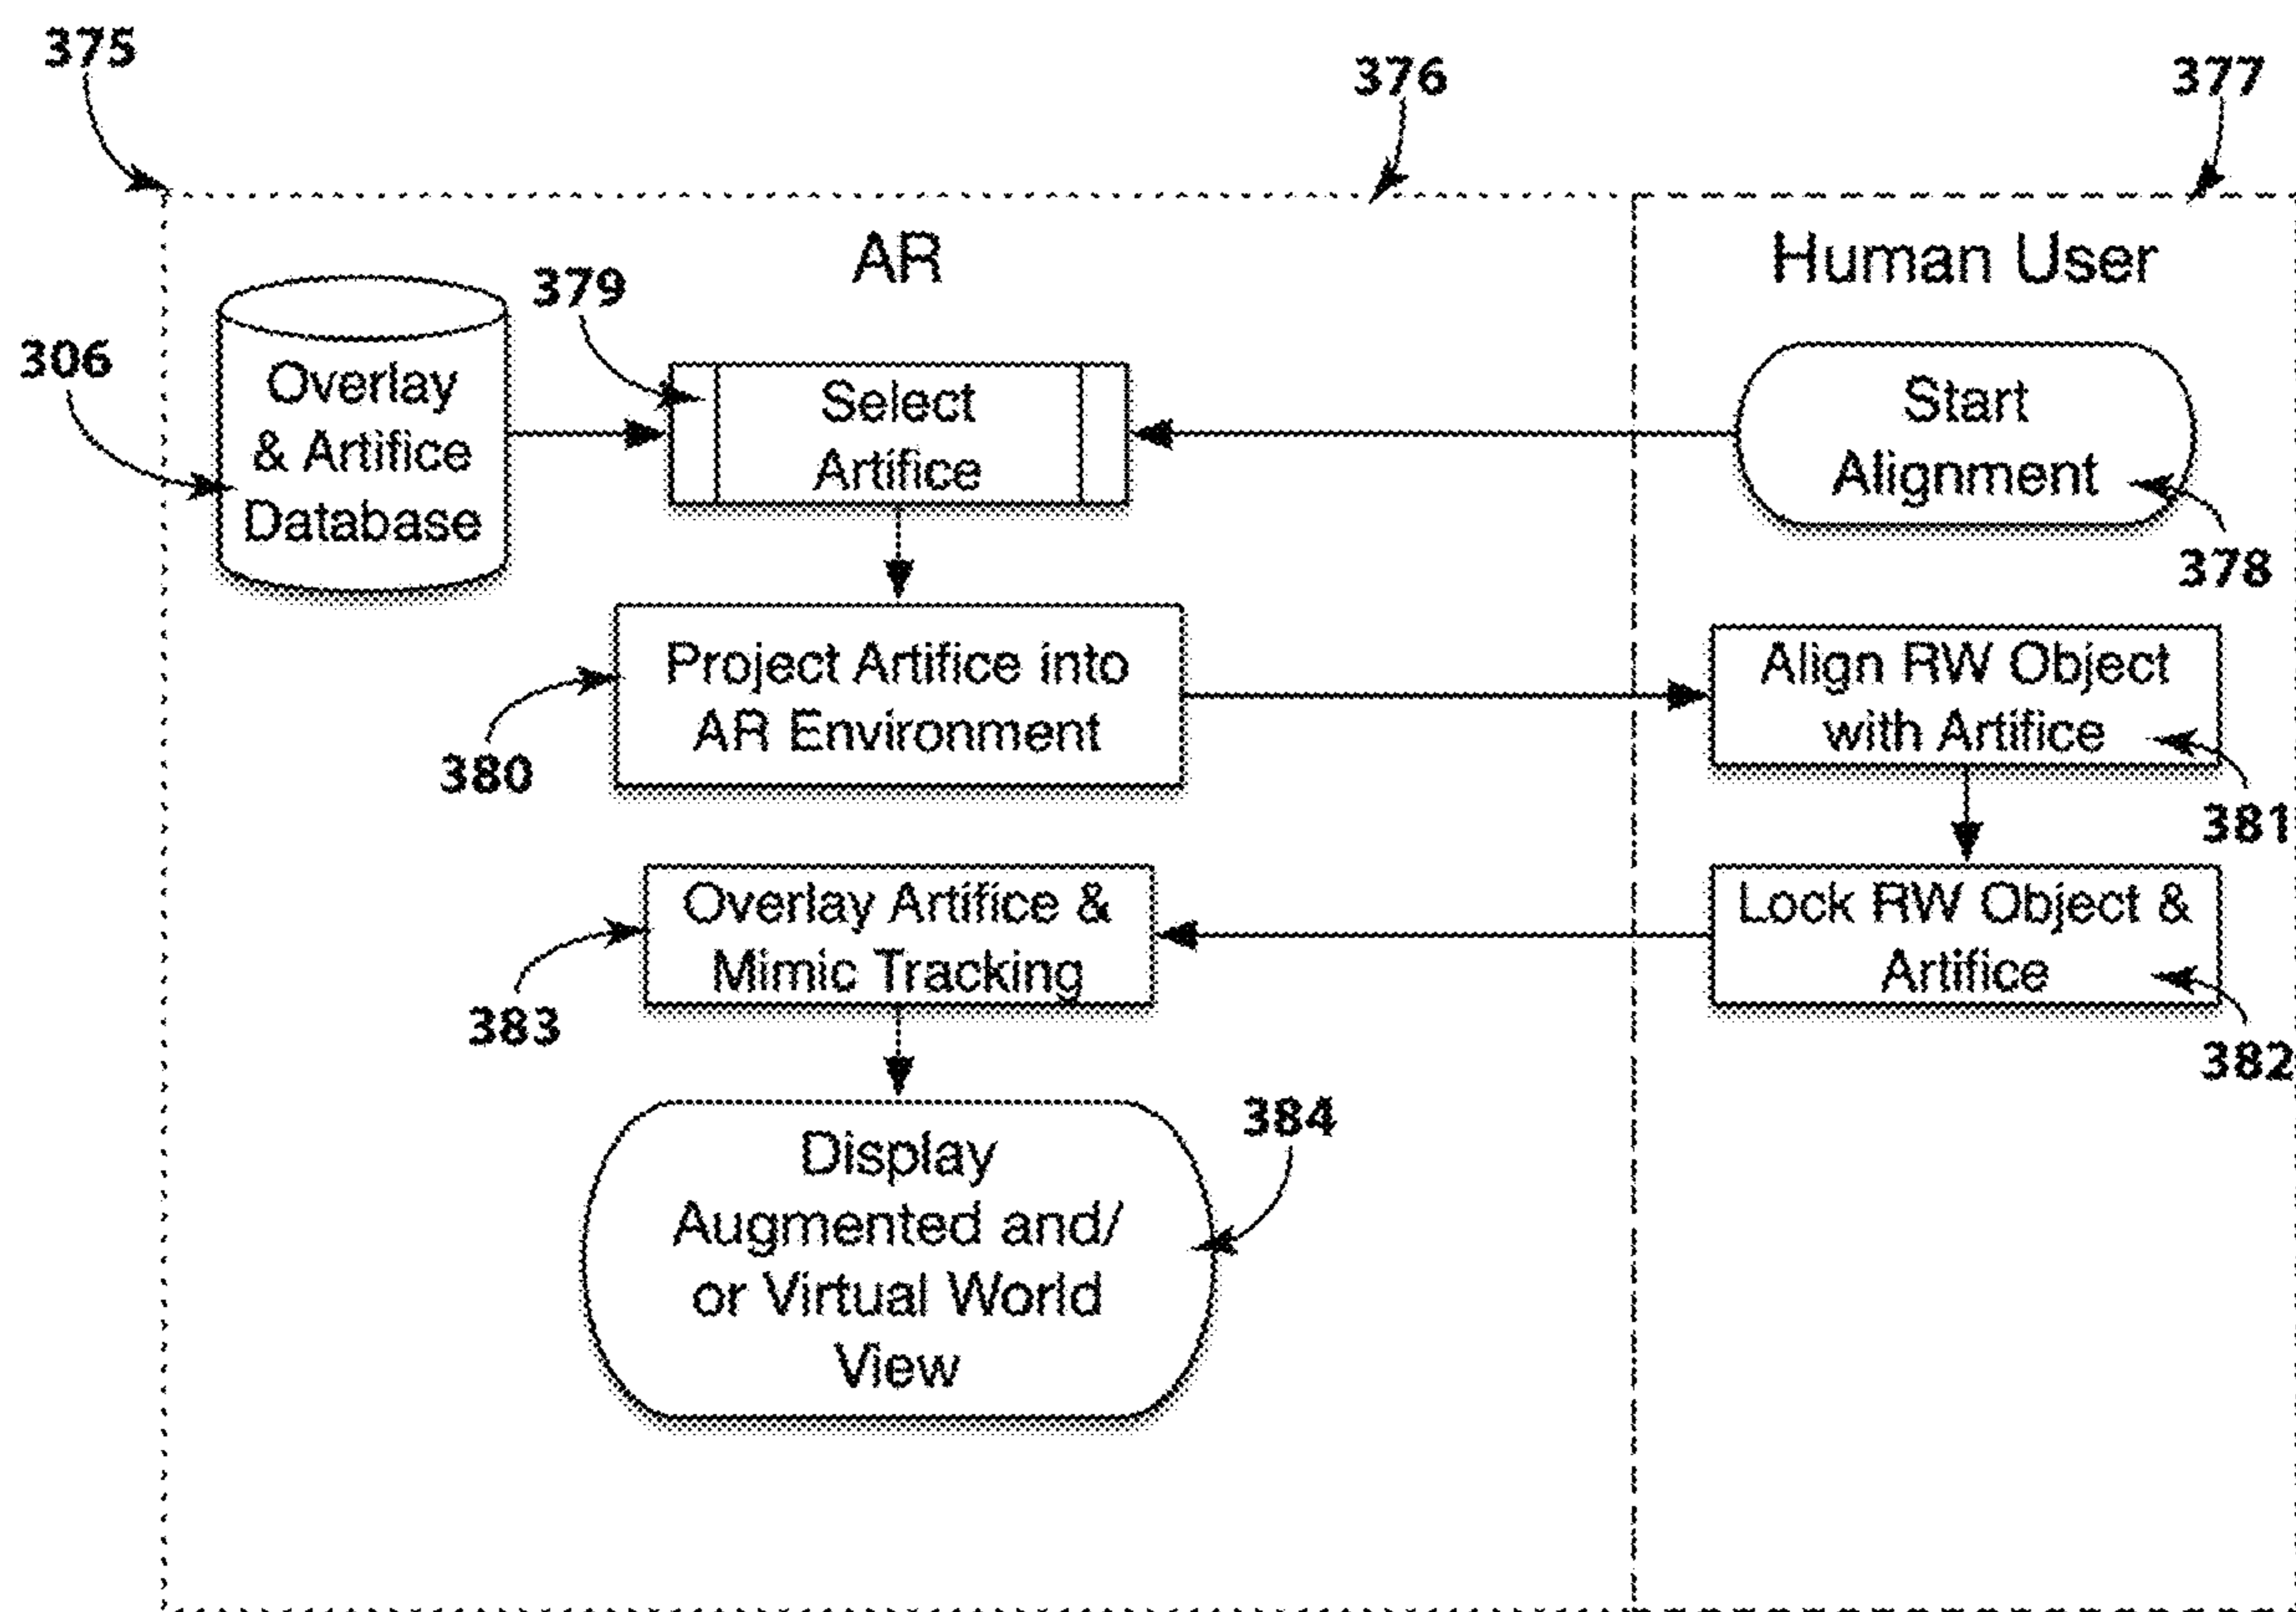 375
376
377
AR
Human User
379
306
Overlay
& Artifice
Database
Select
Artifice
Start
Alignment
378
Project Artifice into
AR Environment
380
Align RW Object
with Artifice
381
Overlay Artifice &
Mimic Tracking
383
Lock RW Object &
Artifice
382
384
Display
Augmented and/
or Virtual World
View